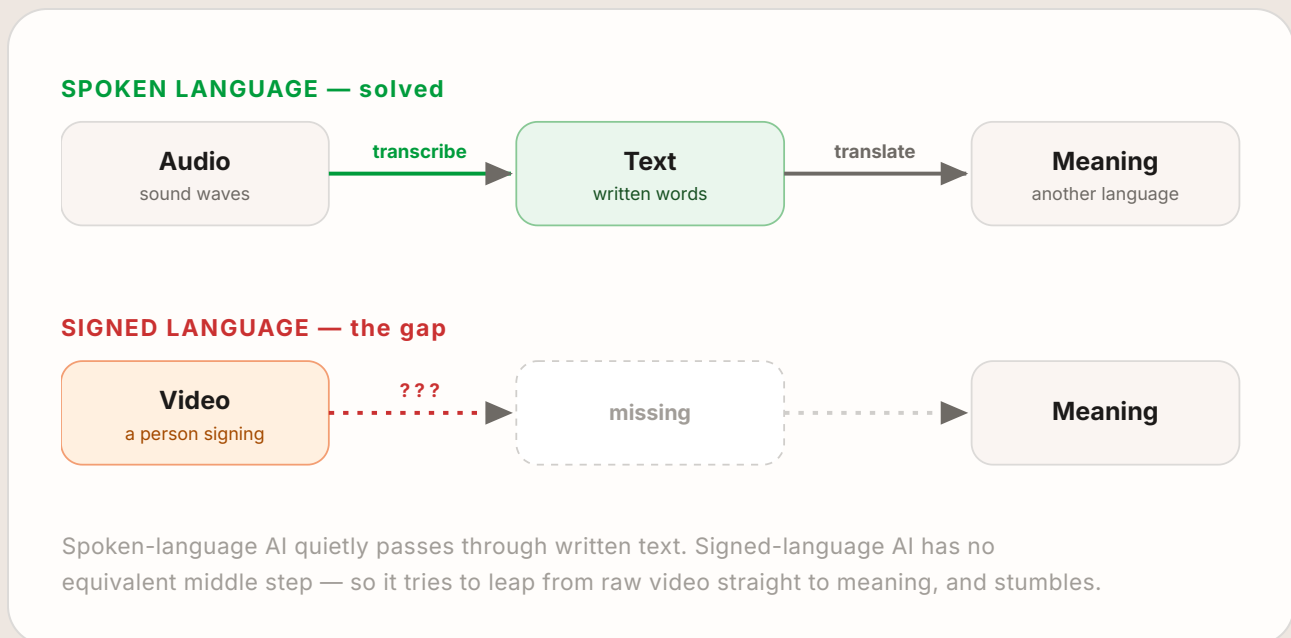 SPOKEN LANGUAGE — solved
Audio
sound waves
transcribe
Text
written words
translate
Meaning
another language
SIGNED LANGUAGE — the gap
Video
a person signing
???
missing
Meaning
Spoken-language AI quietly passes through written text. Signed-language AI has no
equivalent middle step — so it tries to leap from raw video straight to meaning, and stumbles.